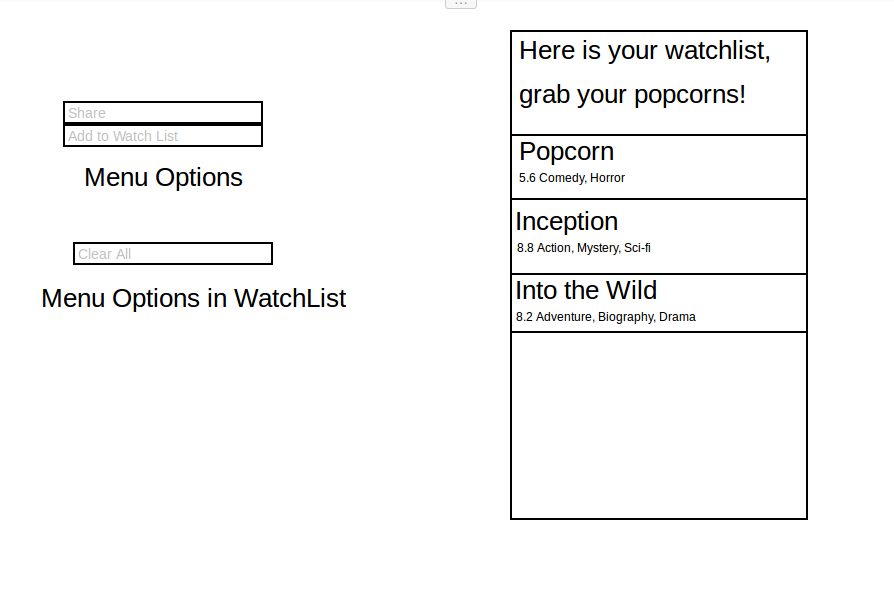 Share
Add to Watch List
Menu Options
Clear All
Menu Options in WatchList
Here is your watchlist,
grab your popcorns!
Popcorn
5.6 Comedy, Horror
Inception
8.8 Action, Mystery, Sci-fi
Into the Wild
8.2 Adventure, Biography, Drama